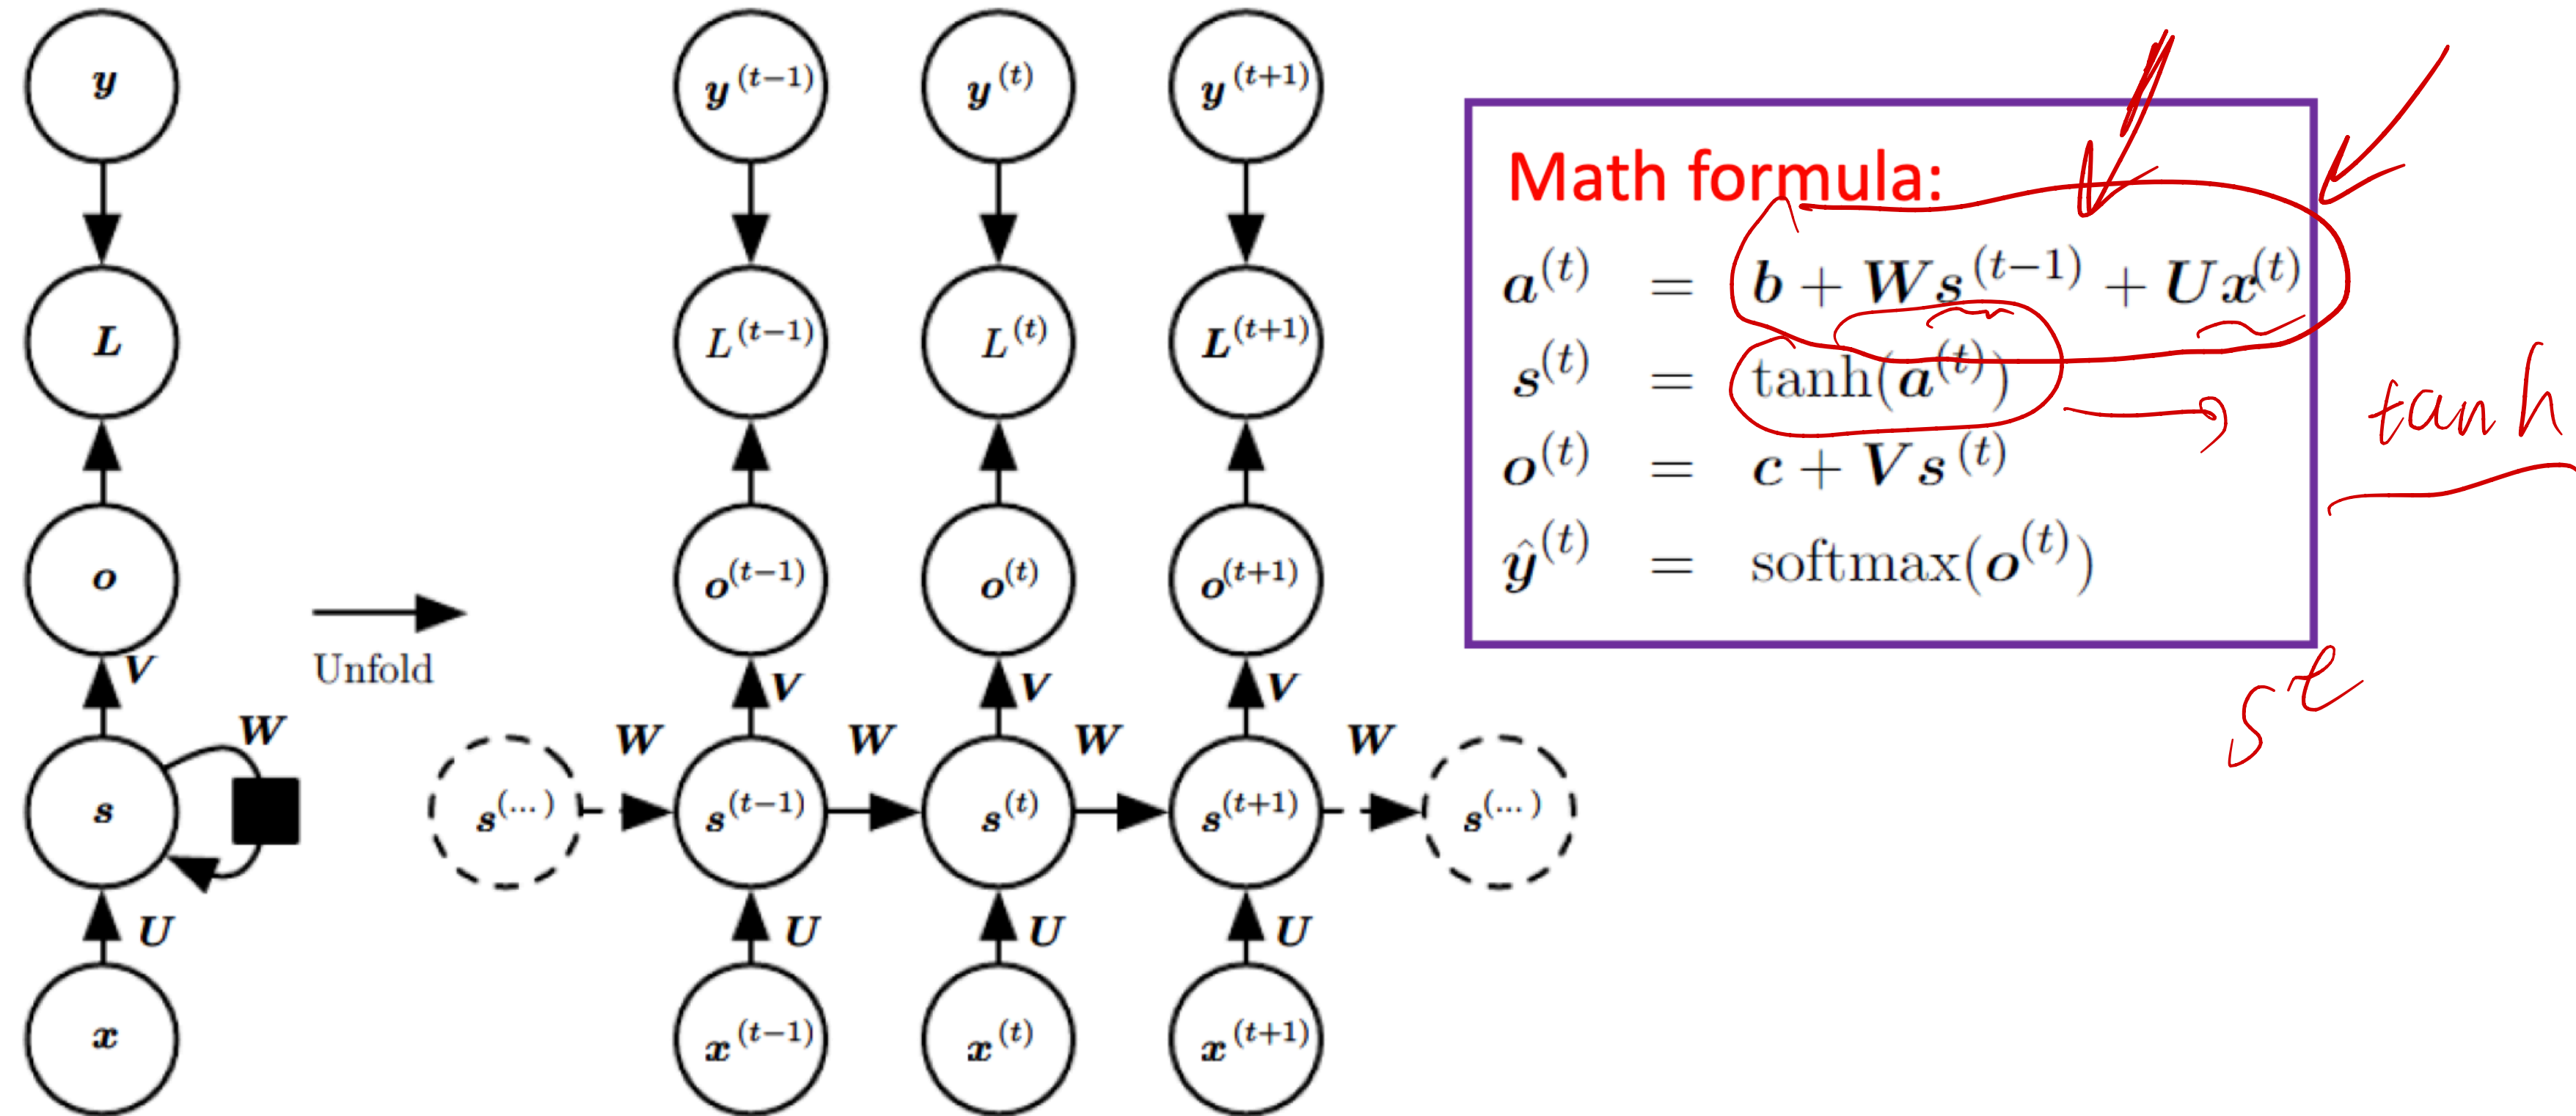 y y^(t−1) y^(t) y^(t+1)
Math formula:
a^(t) = b + Ws^(t−1) + Ux^(t)
L L^(t−1) L^(t) L^(t+1)
s^(t) = tanh(a^(t))
tanh
o^(t) = c + Vs^(t)
o o^(t−1) o^(t) o^(t+1)
ŷ^(t) = softmax(o^(t))
Unfold
V V V V
s^t
W W W W W
s s^(...) s^(t−1) s^(t) s^(t+1) s^(...)
U U U U
x x^(t−1) x^(t) x^(t+1)